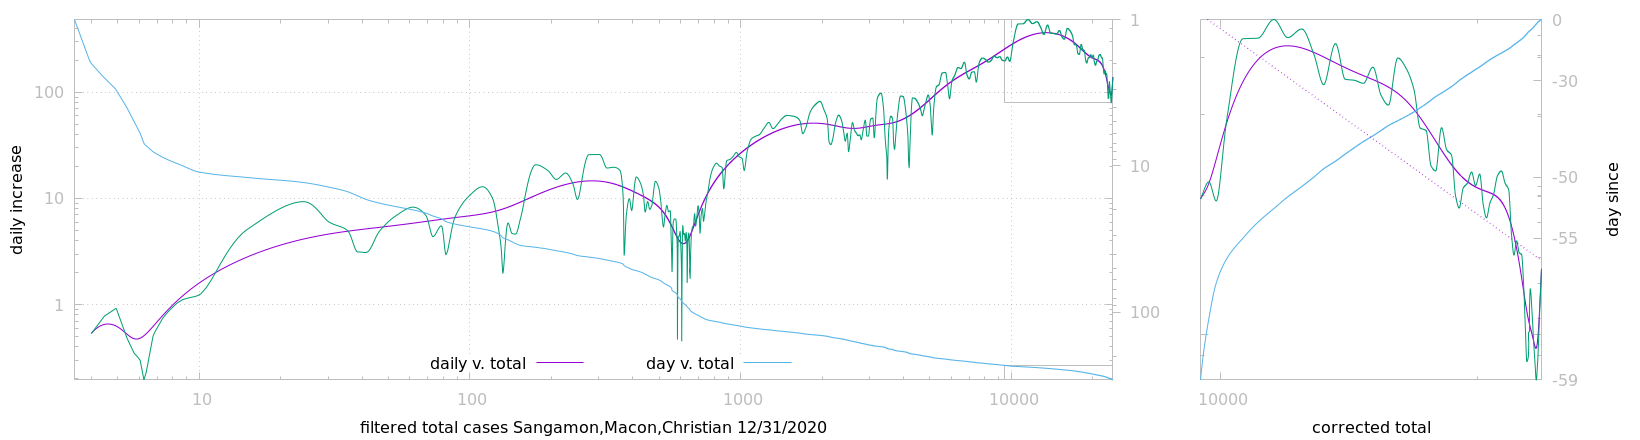 daily increase
100
10
1
1
10
100
daily v. total
day v. total
10
100
1000
10000
filtered total cases Sangamon,Macon,Christian 12/31/2020
0
-30
-50
-55
-59
day since
10000
corrected total